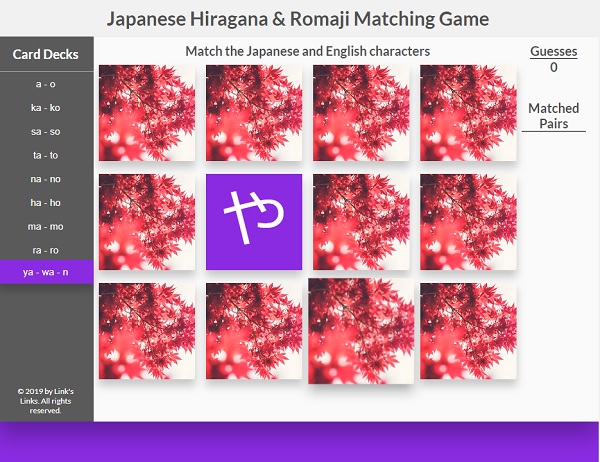 Japanese Hiragana & Romaji Matching Game
Card Decks
a - o
ka - ko
sa - so
ta - to
na - no
ha - ho
ma - mo
ra - ro
ya - wa - n
© 2019 by Link's
Links. All rights
reserved.
Match the Japanese and English characters
や
Guesses
0
Matched
Pairs